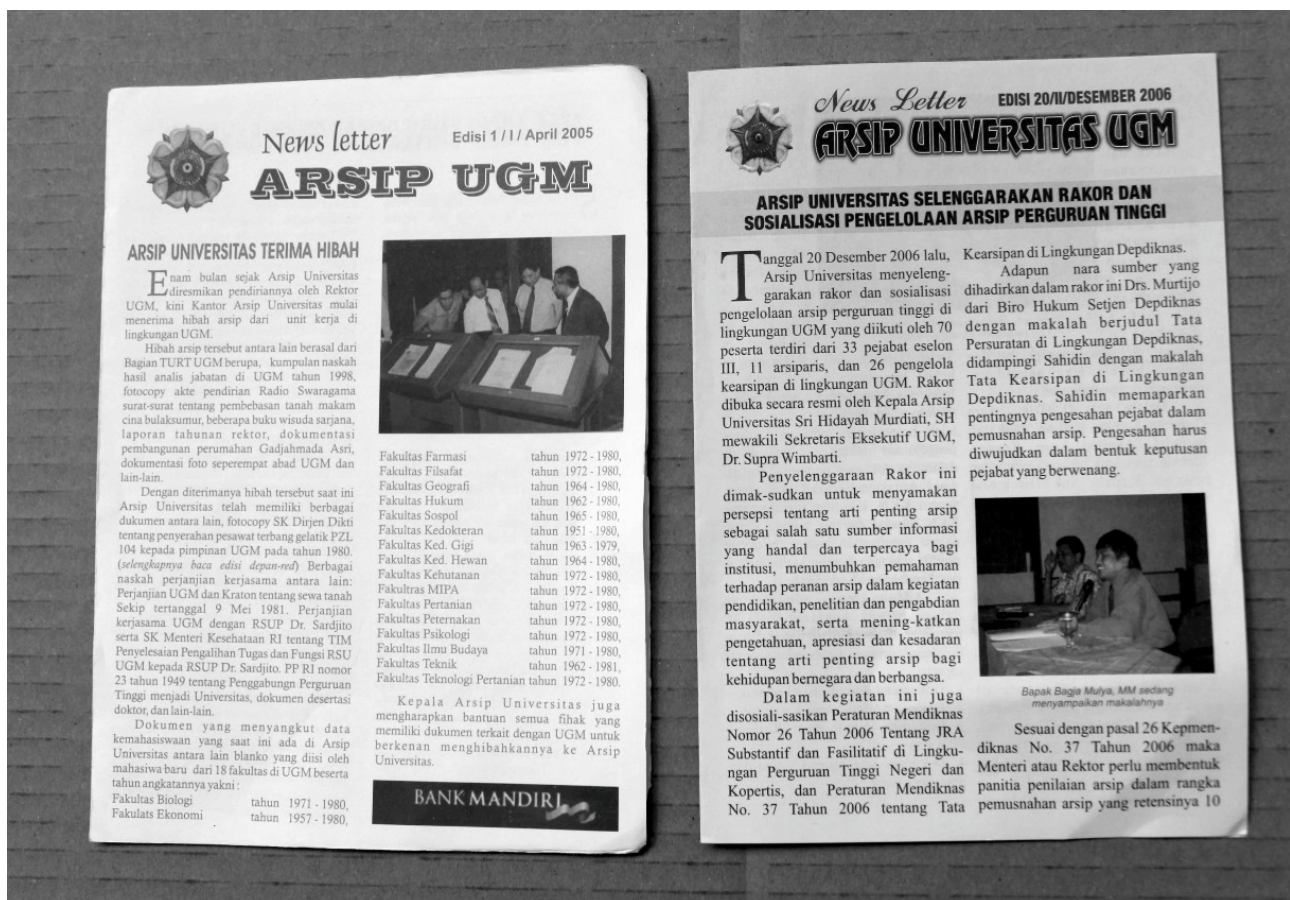 News letter
Edisi 1 / I / April 2005
ARSIP UGM
ARSIP UNIVERSITAS TERIMA HIBAH
Enam bulan sejak Arsip Universitas
diresmikan pendiriannya oleh Rektor
UGM, kini Kantor Arsip Universitas mulai
menerima hibah arsip dari unit kerja di
lingkungan UGM.
Hibah arsip tersebut antara lain berasal dari
Bagian TURT UGM berupa, kumpulan naskah
hasil analis jabatan di UGM tahun 1998,
fotocopy akte pendirian Radio Swaragama
surat-surat tentang pembebasan tanah makam
cina bulaksumur, beberapa buku wisuda sarjana,
laporan tahunan rektor, dokumentasi
pembangunan perumahan Gadjahmada Asri,
dokumentasi foto seperempat abad UGM dan
lain-lain.
Dengan diterimanya hibah tersebut saat ini
Arsip Universitas telah memiliki berbagai
dukumen antara lain, fotocopy SK Dirjen Dikti
tentang penyerahan pesawat terbang gelatik PZL
104 kepada pimpinan UGM pada tahun 1980.
(selengkapnya baca edisi depan-red) Berbagai
naskah perjanjian kerjasama antara lain:
Perjanjian UGM dan Kraton tentang sewa tanah
Sekip tertanggal 9 Mei 1981. Perjanjian
kerjasama UGM dengan RSUP Dr. Sardjito
serta SK Menteri Kesehataan RI tentang TIM
Penyelesaian Pengalihan Tugas dan Fungsi RSU
UGM kepada RSUP Dr. Sardjito. PP RI nomor
23 tahun 1949 tentang Penggabungn Perguruan
Tinggi menjadi Universitas, dokumen desertasi
doktor, dan lain-lain.
Dokumen yang menyangkut data
kemahasiswaan yang saat ini ada di Arsip
Universitas antara lain blanko yang diisi oleh
mahasiwa baru dari 18 fakultas di UGM beserta
tahun angkatannya yakni :
Fakultas Biologi tahun 1971 - 1980,
Fakulats Ekonomi tahun 1957 - 1980,
Fakultas Farmasi tahun 1972 - 1980,
Fakultas Filsafat tahun 1972 - 1980,
Fakultas Geografi tahun 1964 - 1980,
Fakultas Hukum tahun 1962 - 1980,
Fakultas Sospol tahun 1965 - 1980,
Fakultas Kedokteran tahun 1951 - 1980,
Fakultas Ked. Gigi tahun 1963 - 1979,
Fakultas Ked. Hewan tahun 1964 - 1980,
Fakultas Kehutanan tahun 1972 - 1980,
Fakultras MIPA tahun 1972 - 1980,
Fakultas Pertanian tahun 1972 - 1980,
Fakultas Peternakan tahun 1972 - 1980,
Fakultas Psikologi tahun 1972 - 1980,
Fakultas Ilmu Budaya tahun 1971 - 1980,
Fakultas Teknik tahun 1962 - 1981,
Fakultas Teknologi Pertanian tahun 1972 - 1980.
Kepala Arsip Universitas juga
mengharapkan bantuan semua fihak yang
memiliki dukumen terkait dengan UGM untuk
berkenan menghibahkannya ke Arsip
Universitas.
BANK MANDIRI
News Letter
EDISI 20/II/DESEMBER 2006
ARSIP UNIVERSITAS UGM
ARSIP UNIVERSITAS SELENGGARAKAN RAKOR DAN
SOSIALISASI PENGELOLAAN ARSIP PERGURUAN TINGGI
Tanggal 20 Desember 2006 lalu,
Arsip Universitas menyeleng-
garakan rakor dan sosialisasi
pengelolaan arsip perguruan tinggi di
lingkungan UGM yang diikuti oleh 70
peserta terdiri dari 33 pejabat eselon
III, 11 arsiparis, dan 26 pengelola
kearsipan di lingkungan UGM. Rakor
dibuka secara resmi oleh Kepala Arsip
Universitas Sri Hidayah Murdiati, SH
mewakili Sekretaris Eksekutif UGM,
Dr. Supra Wimbarti.
Penyelenggaraan Rakor ini
dimak-sudkan untuk menyamakan
persepsi tentang arti penting arsip
sebagai salah satu sumber informasi
yang handal dan terpercaya bagi
institusi, menumbuhkan pemahaman
terhadap peranan arsip dalam kegiatan
pendidikan, penelitian dan pengabdian
masyarakat, serta mening-katkan
pengetahuan, apresiasi dan kesadaran
tentang arti penting arsip bagi
kehidupan bernegara dan berbangsa.
Dalam kegiatan ini juga
disosiali-sasikan Peraturan Mendiknas
Nomor 26 Tahun 2006 Tentang JRA
Substantif dan Fasilitatif di Lingku-
ngan Perguruan Tinggi Negeri dan
Kopertis, dan Peraturan Mendiknas
No. 37 Tahun 2006 tentang Tata
Kearsipan di Lingkungan Depdiknas.
Adapun nara sumber yang
dihadirkan dalam rakor ini Drs. Murtijo
dari Biro Hukum Setjen Depdiknas
dengan makalah berjudul Tata
Persuratan di Lingkungan Depdiknas,
didampingi Sahidin dengan makalah
Tata Kearsipan di Lingkungan
Depdiknas. Sahidin memaparkan
pentingnya pengesahan pejabat dalam
pemusnahan arsip. Pengesahan harus
diwujudkan dalam bentuk keputusan
pejabat yang berwenang.
Bapak Bagja Mulya, MM sedang
menyampaikan makalahnya
Sesuai dengan pasal 26 Kepmen-
diknas No. 37 Tahun 2006 maka
Menteri atau Rektor perlu membentuk
panitia penilaian arsip dalam rangka
pemusnahan arsip yang retensinya 10